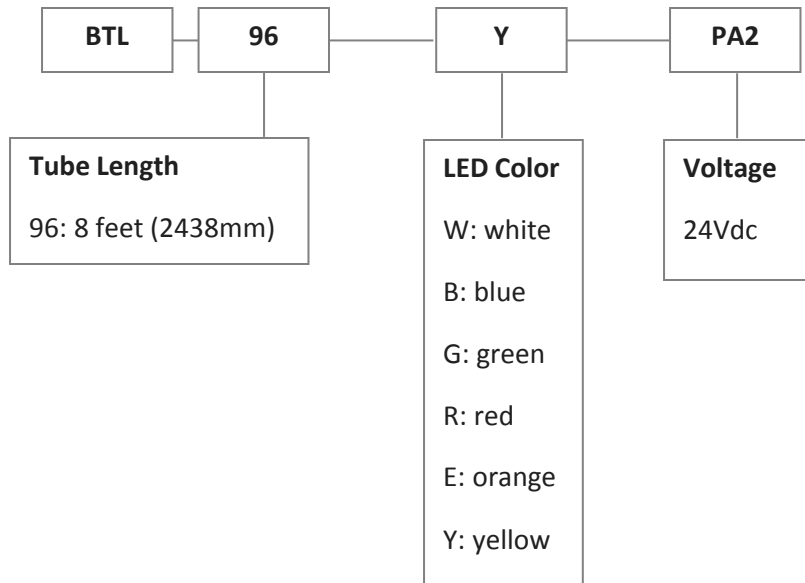 BTL 96 Y PA2
Tube Length
96: 8 feet (2438mm)
LED Color
W: white
B: blue
G: green
R: red
E: orange
Y: yellow
Voltage
24Vdc